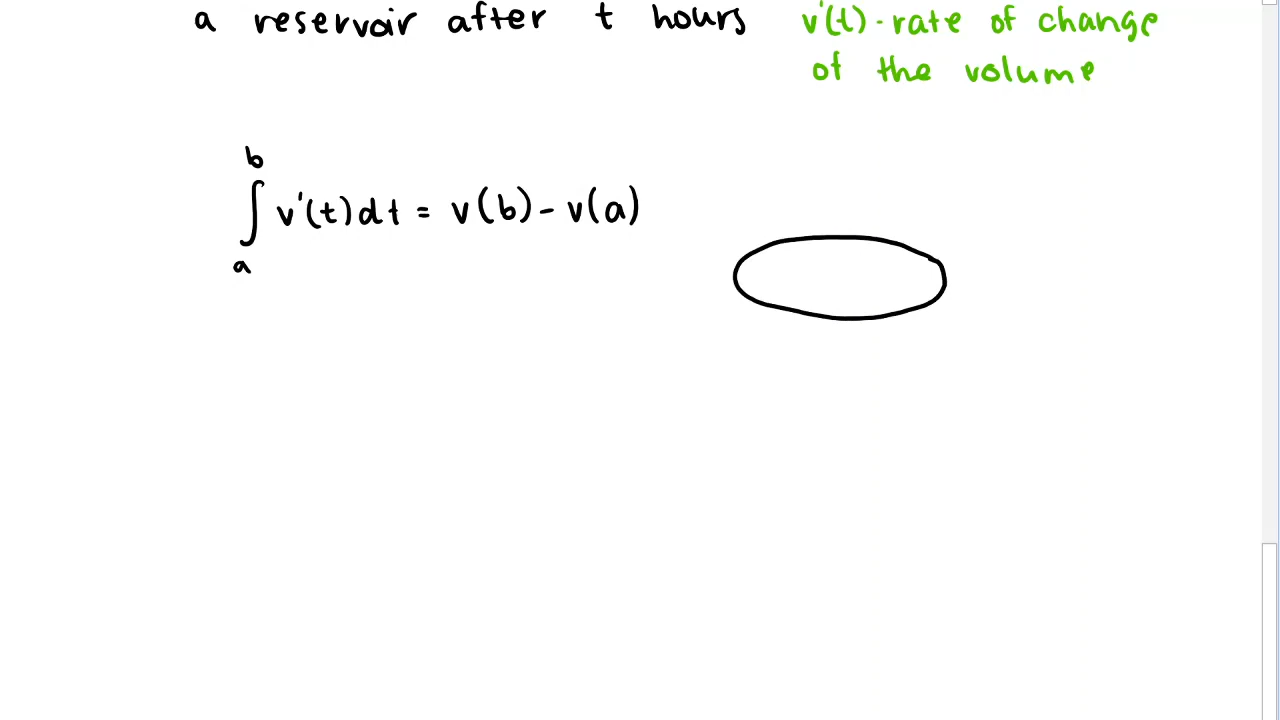 a reservoir after t hours v'(t) - rate of change
of the volume
b
∫ v'(t) dt = v(b) - v(a)
a